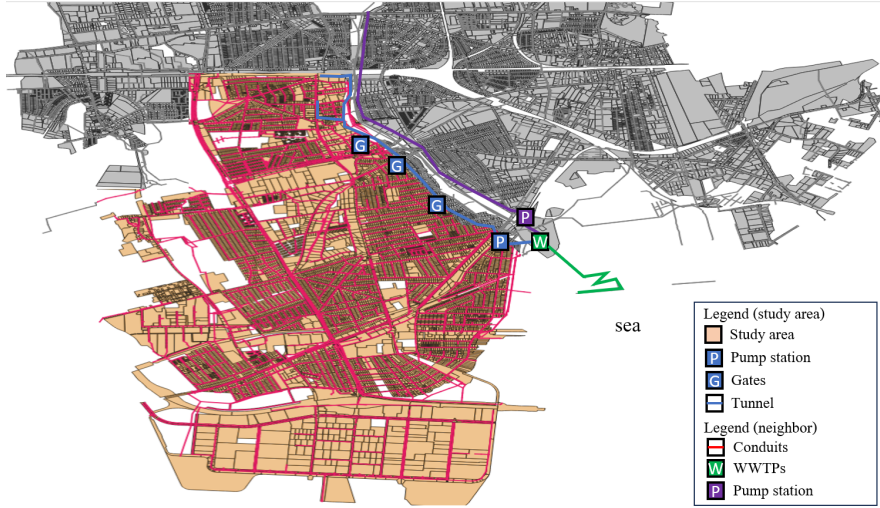 G
G
G
P
P
W
sea
Legend (study area)
Study area
P Pump station
G Gates
Tunnel
Legend (neighbor)
Conduits
W WWTPs
P Pump station